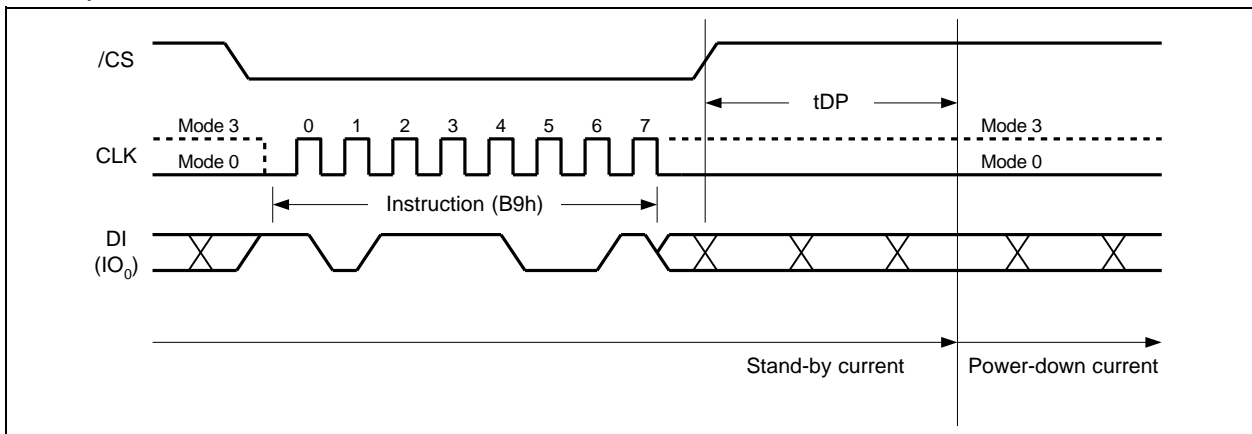 /CS
tDP
Mode 3 0 1 2 3 4 5 6 7 Mode 3
CLK
Mode 0 Mode 0
Instruction (B9h)
DI
(IO0)
Stand-by current Power-down current